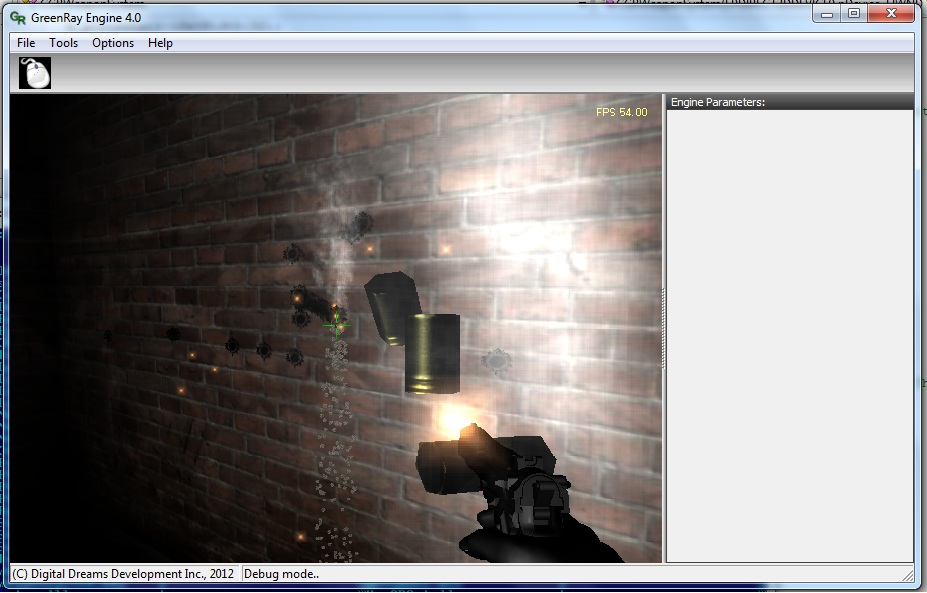 GR GreenRay Engine 4.0
File Tools Options Help
FPS 54.00
Engine Parameters:
(C) Digital Dreams Development Inc., 2012 Debug mode..